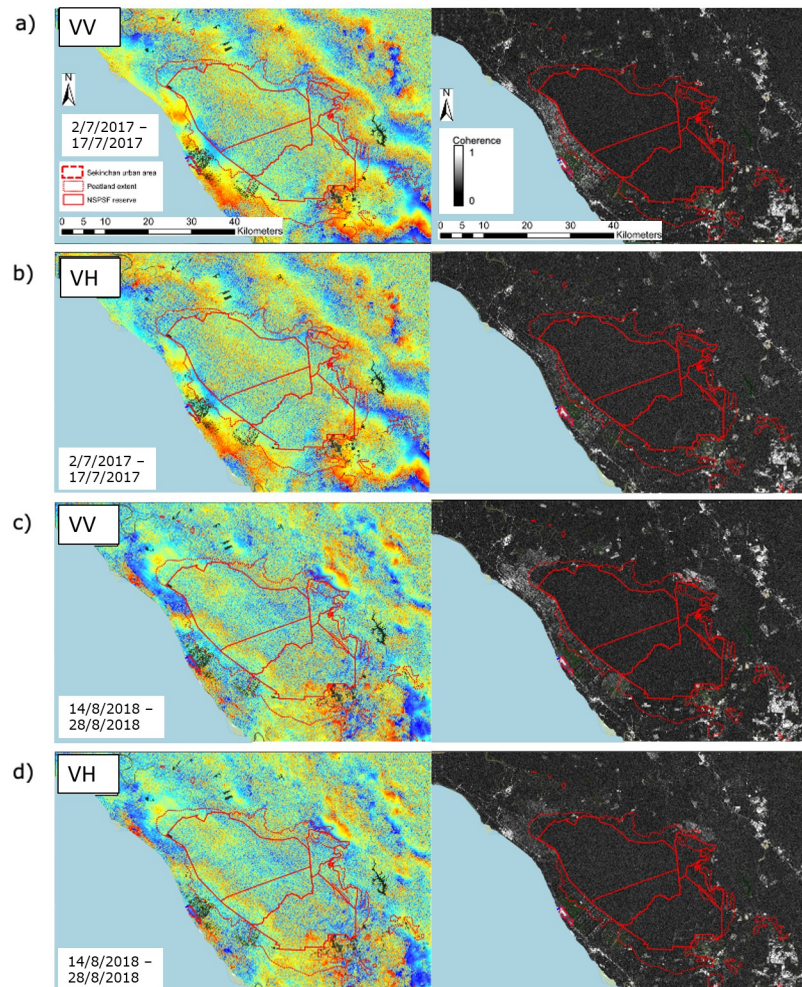 a)
VV
N
2/7/2017 –
17/7/2017
Sekinchan urban area
Peatland extent
NSPSF reserve
0 5 10 20 30 40
Kilometers
N
Coherence
1
0
0 5 10 20 30 40
Kilometers
b)
VH
2/7/2017 –
17/7/2017
c)
VV
14/8/2018 –
28/8/2018
d)
VH
14/8/2018 –
28/8/2018